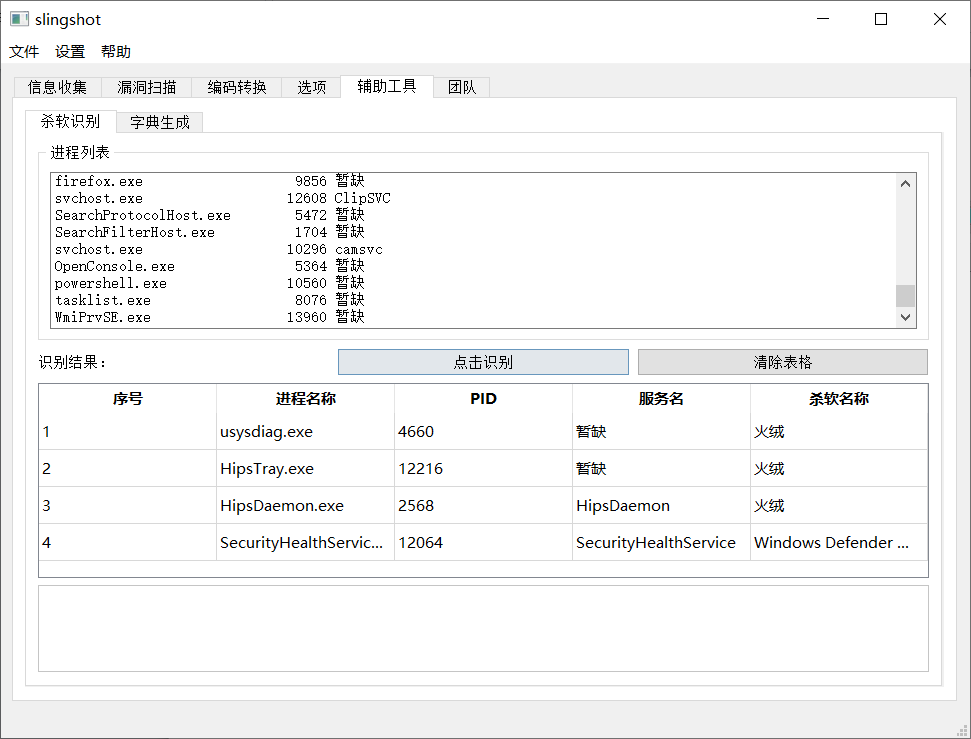 slingshot
文件 设置 帮助
信息收集 漏洞扫描 编码转换 选项 辅助工具 团队
杀软识别 字典生成
进程列表
firefox.exe 9856 暂缺
svchost.exe 12608 ClipSVC
SearchProtocolHost.exe 5472 暂缺
SearchFilterHost.exe 1704 暂缺
svchost.exe 10296 camsvc
OpenConsole.exe 5364 暂缺
powershell.exe 10560 暂缺
tasklist.exe 8076 暂缺
WmiPrvSE.exe 13960 暂缺
识别结果： 点击识别 清除表格
序号 进程名称 PID 服务名 杀软名称
1 usysdiag.exe 4660 暂缺 火绒
2 HipsTray.exe 12216 暂缺 火绒
3 HipsDaemon.exe 2568 HipsDaemon 火绒
4 SecurityHealthServic... 12064 SecurityHealthService Windows Defender ...